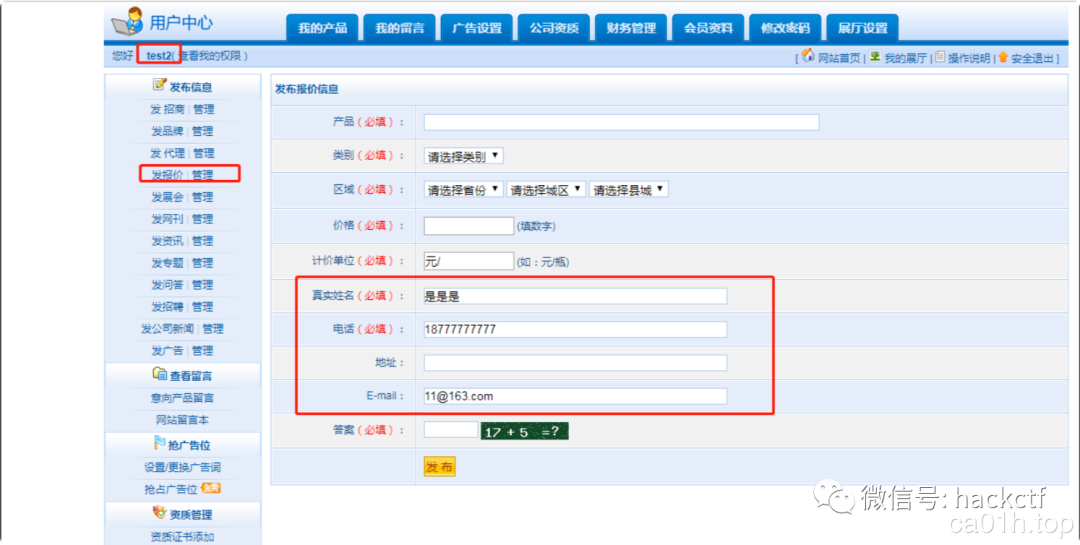 用户中心
我的产品 我的留言 广告设置 公司资质 财务管理 会员资料 修改密码 展厅设置
您好 test2(查看我的权限)
[ 网站首页 | 我的展厅 | 操作说明 | 安全退出 ]
发布信息
发 招商 | 管理
发品牌 | 管理
发 代理 | 管理
发报价 | 管理
发展会 | 管理
发网刊 | 管理
发资讯 | 管理
发专题 | 管理
发问答 | 管理
发招聘 | 管理
发公司新闻 | 管理
发广告 | 管理
查看留言
意向产品留言
网站留言本
抢广告位
设置/更换广告词
抢占广告位
资质管理
资质证书添加
发布报价信息
产品（必填）：
类别（必填）： 请选择类别
区域（必填）： 请选择省份 请选择城区 请选择县城
价格（必填）： (填数字)
计价单位（必填）： 元/ (如：元/瓶)
真实姓名（必填）： 是是是
电话（必填）： 18777777777
地址：
E-mail： 11@163.com
答案（必填）： 17 + 5 =?
发布
微信号: hackctf
ca01h.top